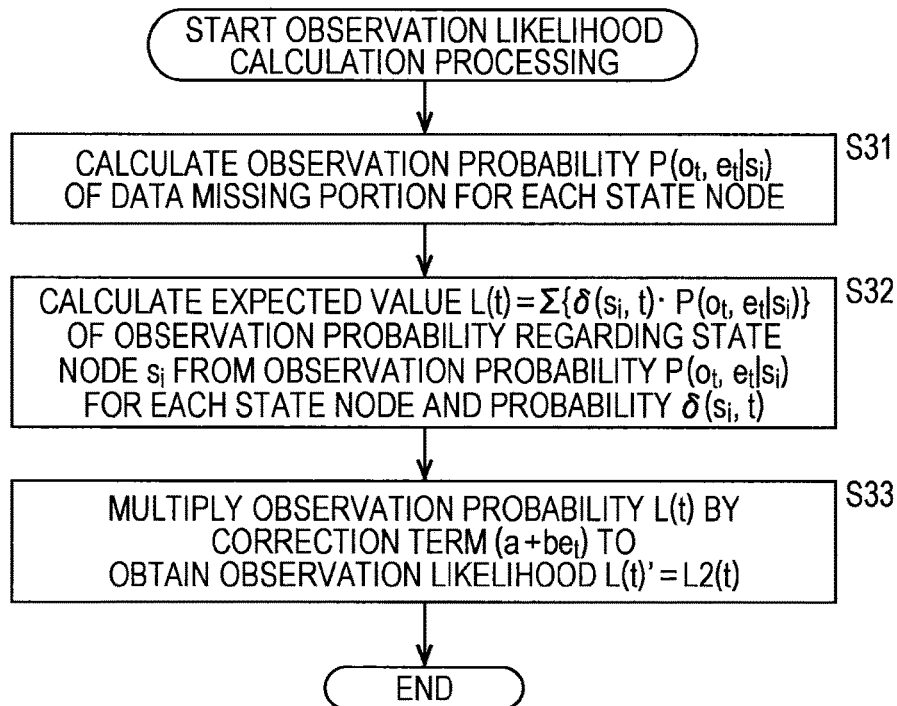 START OBSERVATION LIKELIHOOD
CALCULATION PROCESSING
S31
CALCULATE OBSERVATION PROBABILITY P(oₜ, eₜ|sᵢ)
OF DATA MISSING PORTION FOR EACH STATE NODE
S32
CALCULATE EXPECTED VALUE L(t) = Σ{δ(sᵢ, t) · P(oₜ, eₜ|sᵢ)}
OF OBSERVATION PROBABILITY REGARDING STATE
NODE sᵢ FROM OBSERVATION PROBABILITY P(oₜ, eₜ|sᵢ)
FOR EACH STATE NODE AND PROBABILITY δ(sᵢ, t)
S33
MULTIPLY OBSERVATION PROBABILITY L(t) BY
CORRECTION TERM (a+beₜ) TO
OBTAIN OBSERVATION LIKELIHOOD L(t)' = L2(t)
END